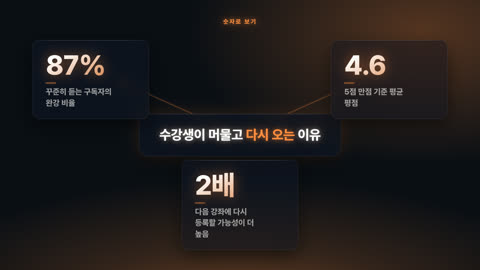 숫자로 보기
87%
꾸준히 듣는 구독자의
완강 비율
4.6
5점 만점 기준 평균
평점
수강생이 머물고 다시 오는 이유
2배
다음 강좌에 다시
등록할 가능성이 더
높음